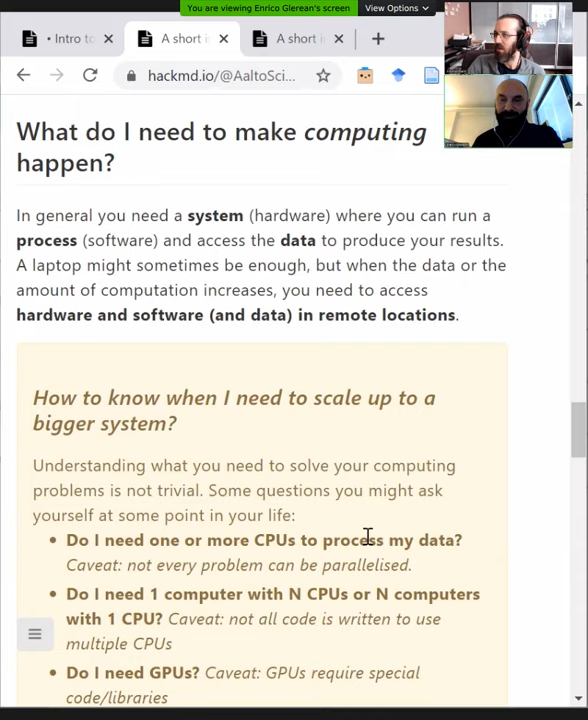 You are viewing Enrico Glerean's screen
View Options
• Intro to
A short i
A short i
hackmd.io/@AaltoSci...
What do I need to make computing
happen?
In general you need a system (hardware) where you can run a
process (software) and access the data to produce your results.
A laptop might sometimes be enough, but when the data or the
amount of computation increases, you need to access
hardware and software (and data) in remote locations.
How to know when I need to scale up to a
bigger system?
Understanding what you need to solve your computing
problems is not trivial. Some questions you might ask
yourself at some point in your life:
• Do I need one or more CPUs to process my data?
Caveat: not every problem can be parallelised.
• Do I need 1 computer with N CPUs or N computers
with 1 CPU? Caveat: not all code is written to use
multiple CPUs
• Do I need GPUs? Caveat: GPUs require special
code/libraries